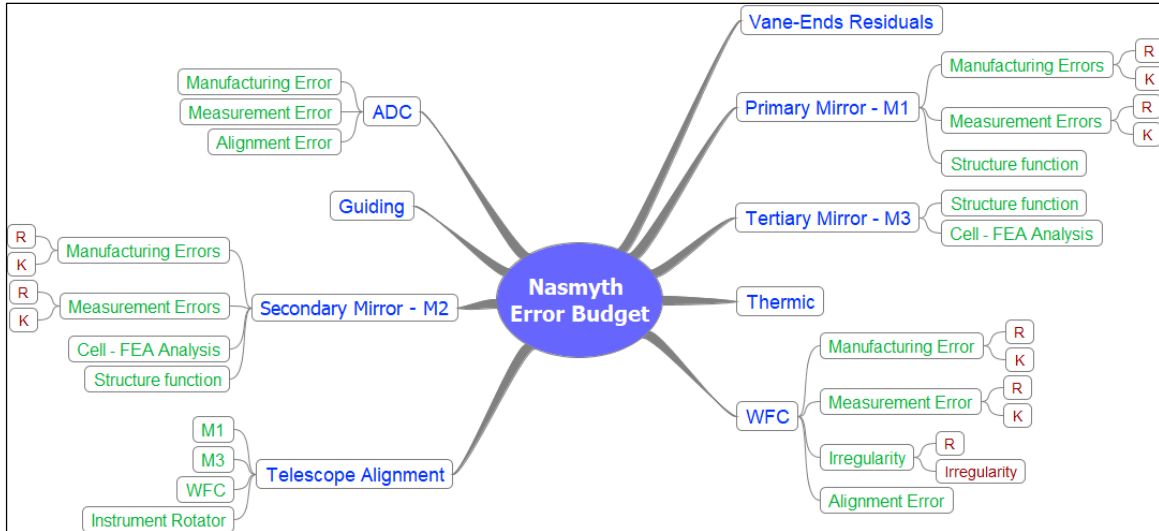 Nasmyth
Error Budget
Vane-Ends Residuals
Primary Mirror - M1
Manufacturing Errors
R
K
Measurement Errors
R
K
Structure function
Tertiary Mirror - M3
Structure function
Cell - FEA Analysis
Thermic
WFC
Manufacturing Error
R
K
Measurement Error
R
K
Irregularity
R
Irregularity
Alignment Error
ADC
Manufacturing Error
Measurement Error
Alignment Error
Guiding
Secondary Mirror - M2
Manufacturing Errors
R
K
Measurement Errors
R
K
Cell - FEA Analysis
Structure function
Telescope Alignment
M1
M3
WFC
Instrument Rotator